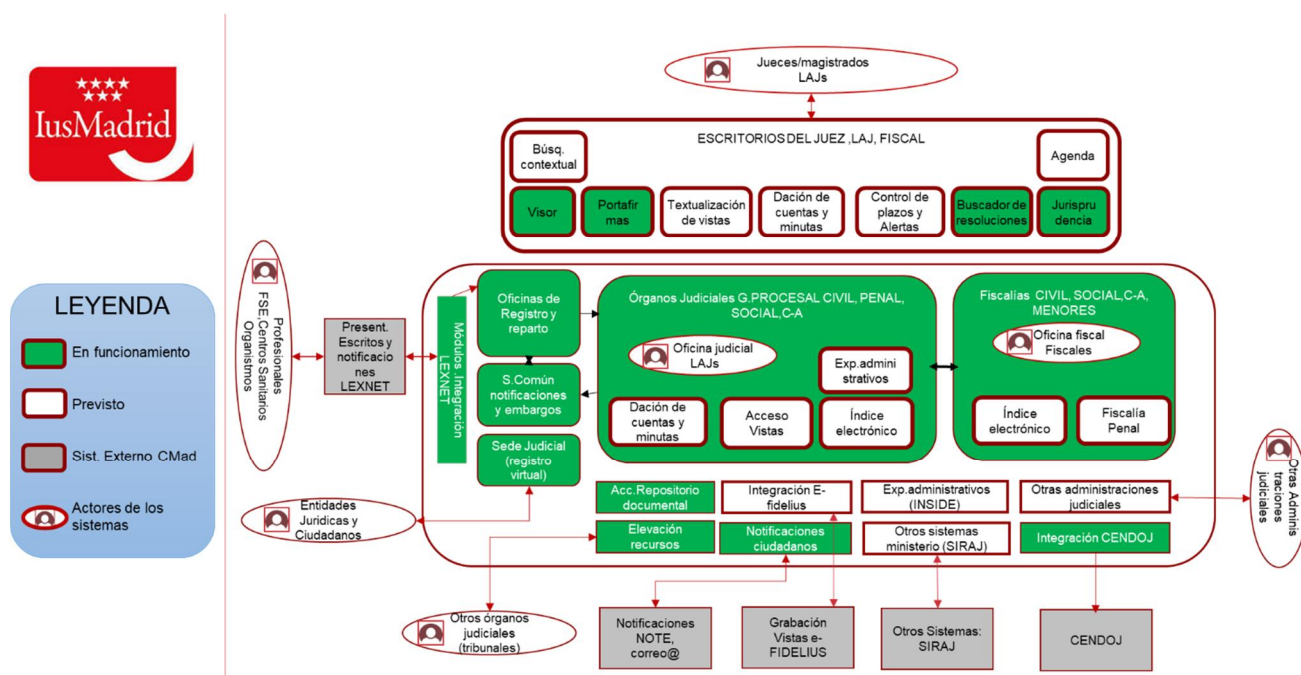 IusMadrid
LEYENDA
En funcionamiento
Previsto
Sist. Externo CMad
Actores de los
sistemas
Jueces/magistrados
LAJs
ESCRITORIOS DEL JUEZ ,LAJ, FISCAL
Búsq.
contextual
Agenda
Visor
Portafir
mas
Textualización
de vistas
Dación de
cuentas y
minutas
Control de
plazos y
Alertas
Buscador de
resoluciones
Jurispru
dencia
Profesionales
FSE,Centros Sanitarios
Organistmos
Present.
Escritos y
notificacio
nes
LEXNET
Módulos .Integración
LEXNET
Oficinas de
Registro y
reparto
S.Común
notificaciones
y embargos
Sede Judicial
(registro
virtual)
Órganos Judiciales G.PROCESAL CIVIL, PENAL,
SOCIAL,C-A
Oficina judicial
LAJs
Exp.admini
strativos
Dación de
cuentas y
minutas
Acceso
Vistas
Índice
electrónico
Fiscalías CIVIL, SOCIAL,C-A,
MENORES
Oficina fiscal
Fiscales
Índice
electrónico
Fiscalía
Penal
Entidades
Juridicas y
Ciudadanos
Acc.Repositorio
documental
Integración E-
fidelius
Exp.administrativos
(INSIDE)
Otras administraciones
judiciales
Elevación
recursos
Notificaciones
ciudadanos
Otros sistemas
ministerio (SIRAJ)
Integración CENDOJ
Otras Adminis
traciones
judiciales
Otros órganos
judiciales
(tribunales)
Notificaciones
NOTE,
correo@
Grabación
Vistas e-
FIDELIUS
Otros Sistemas:
SIRAJ
CENDOJ